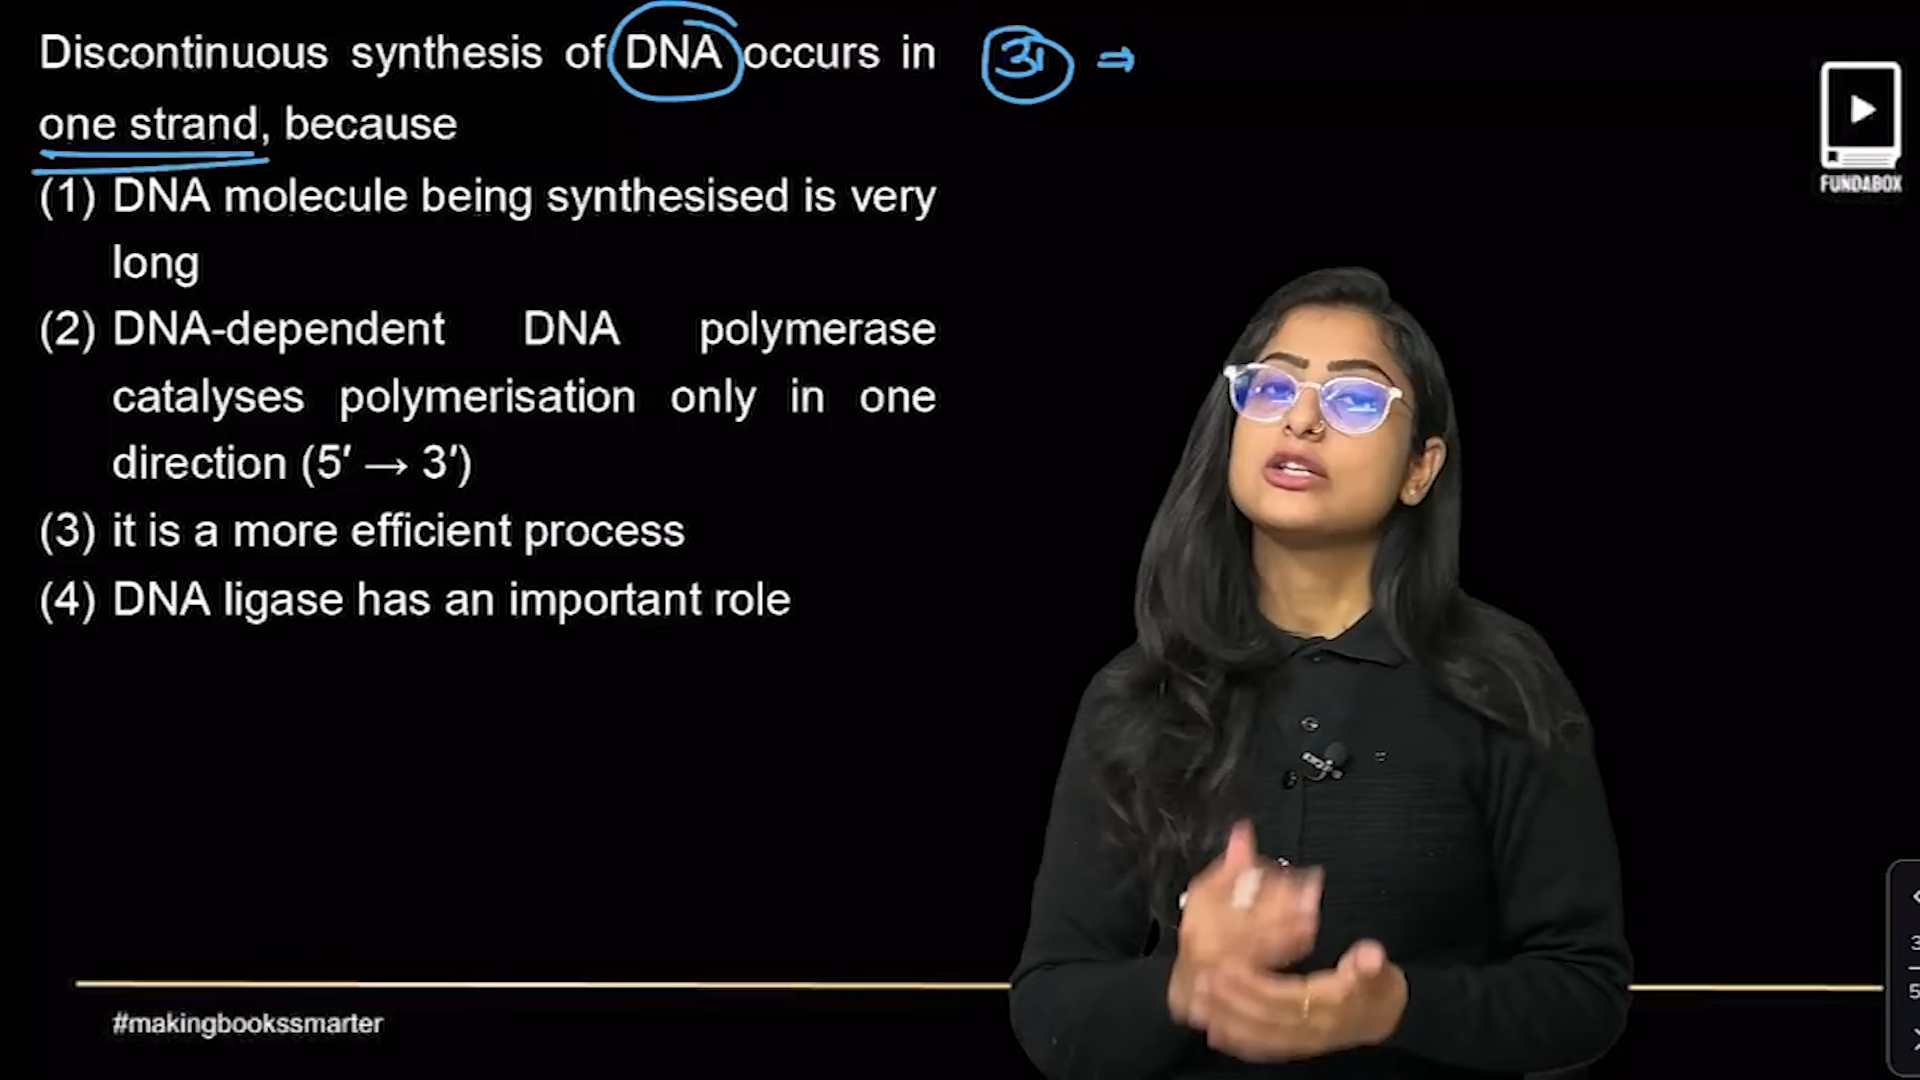 Discontinuous synthesis of DNA occurs in
one strand, because
(1) DNA molecule being synthesised is very
long
(2) DNA-dependent DNA polymerase
catalyses polymerisation only in one
direction (5′ → 3′)
(3) it is a more efficient process
(4) DNA ligase has an important role
⇒
FUNDABOX
#makingbookssmarter